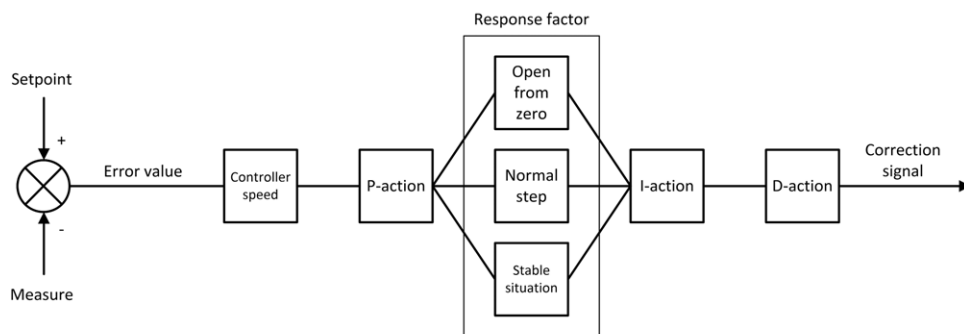 Response factor
Setpoint
+
Error value
-
Measure
Controller
speed
P-action
Open
from
zero
Normal
step
Stable
situation
I-action
D-action
Correction
signal